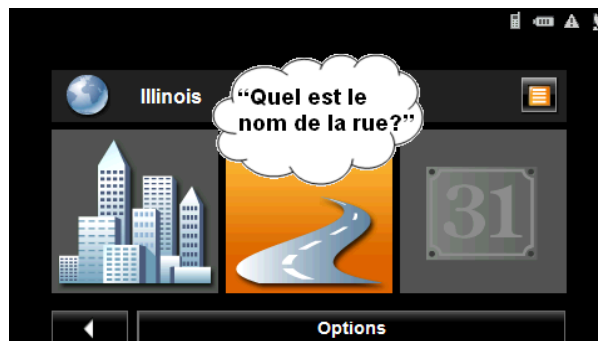 Illinois
“Quel est le
nom de la rue?”
31
Options